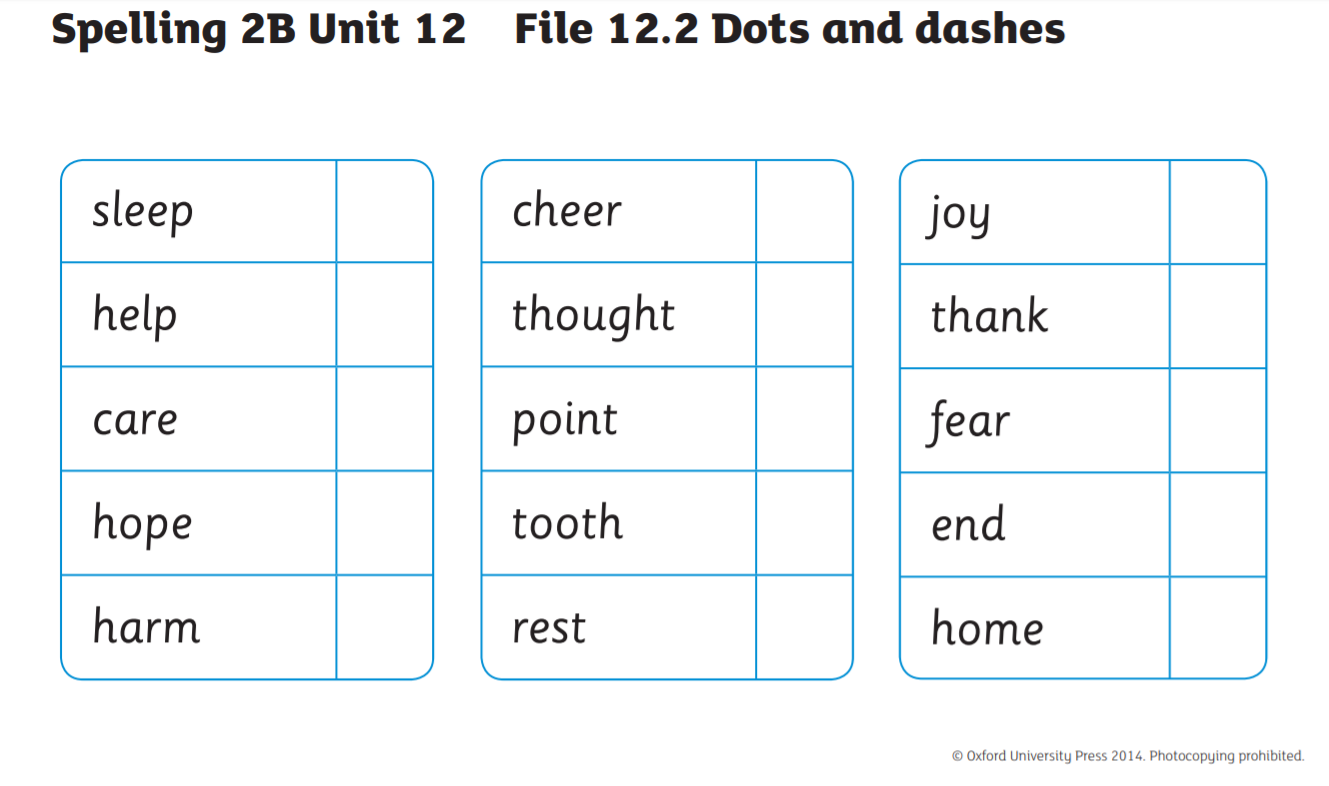 Spelling 2B Unit 12 File 12.2 Dots and dashes
sleep
help
care
hope
harm
cheer
thought
point
tooth
rest
joy
thank
fear
end
home
© Oxford University Press 2014. Photocopying prohibited.